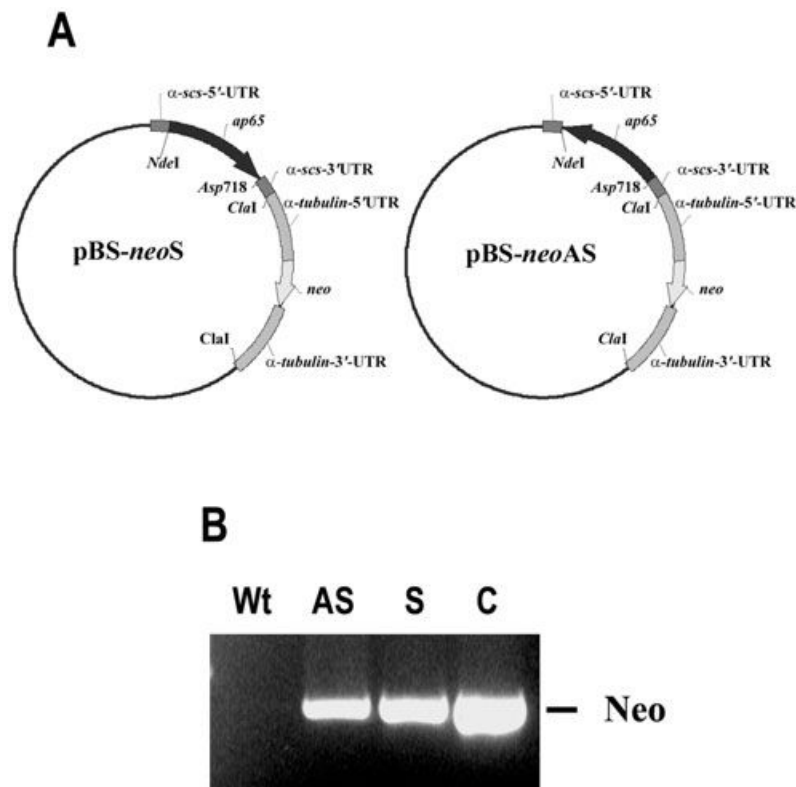 A
α-scs-5'-UTR
ap65
NdeI
α-scs-3'UTR
Asp718
ClaI
α-tubulin-5'UTR
pBS-neoS
neo
ClaI
α-tubulin-3'-UTR
α-scs-5'-UTR
ap65
NdeI
α-scs-3'-UTR
Asp718
ClaI
α-tubulin-5'-UTR
pBS-neoAS
neo
ClaI
α-tubulin-3'-UTR
B
Wt AS S C
Neo